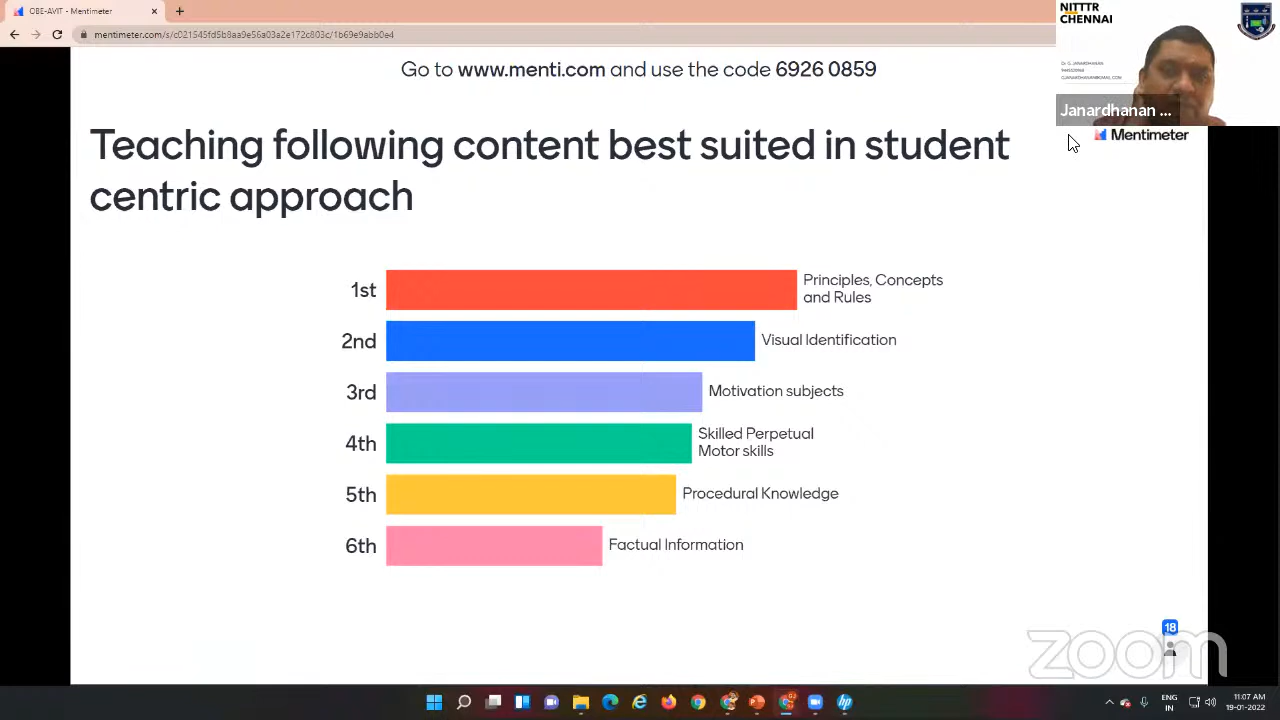 OBE-AVIT - Mentimeter
mentimeter.com/s/c021545fd5b8aa9e56a03ea9e172c803c/1b60b2e
NITTTR
CHENNAI
Janardhanan ...
Mentimeter
Go to www.menti.com and use the code 6926 0859
Teaching following content best suited in student
centric approach
1st
Principles, Concepts
and Rules
2nd
Visual Identification
3rd
Motivation subjects
4th
Skilled Perpetual
Motor skills
5th
Procedural Knowledge
6th
Factual Information
18
zoom
ENG
IN
11:07 AM
19-01-2022